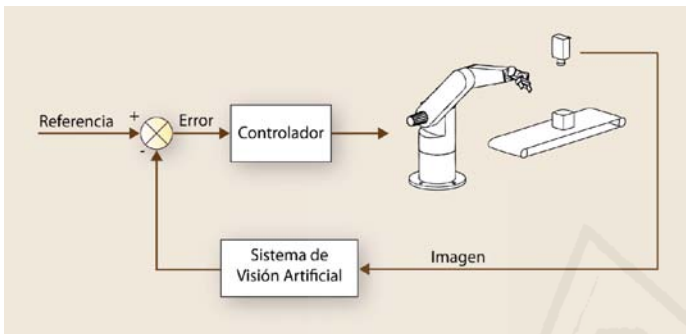 Referencia
+
-
Error
Controlador
Sistema de
Visión Artificial
Imagen